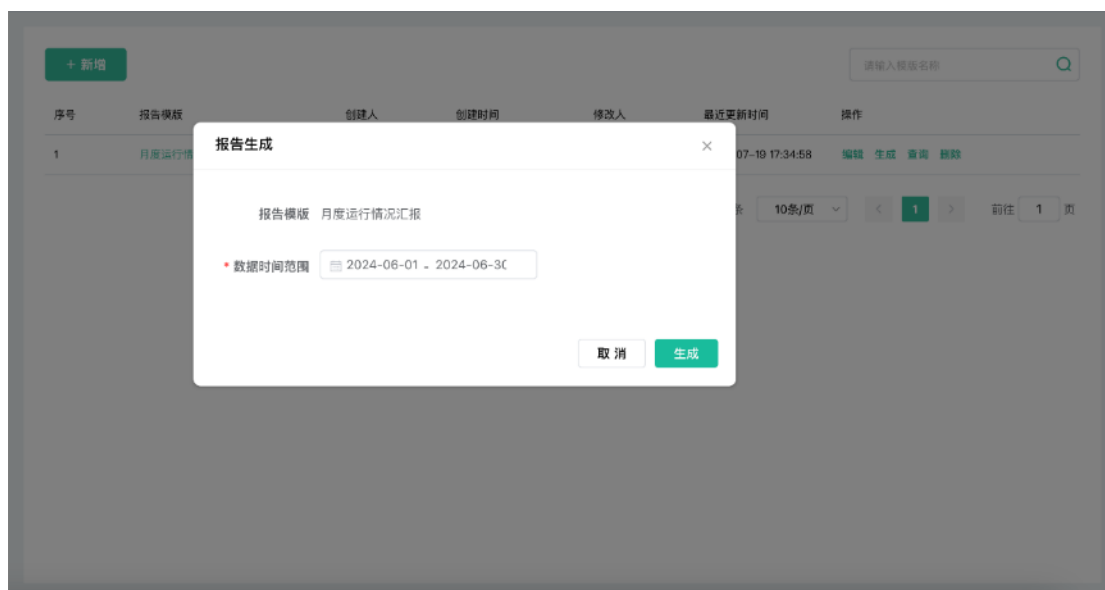 + 新增
请输入模版名称
序号 报告模版 创建人 创建时间 修改人 最近更新时间 操作
1 月度运行情 07-19 17:34:58 编辑 生成 查询 删除
报告生成
报告模版 月度运行情况汇报
* 数据时间范围 2024-06-01 - 2024-06-30
取消 生成
条 10条/页 < 1 > 前往 1 页